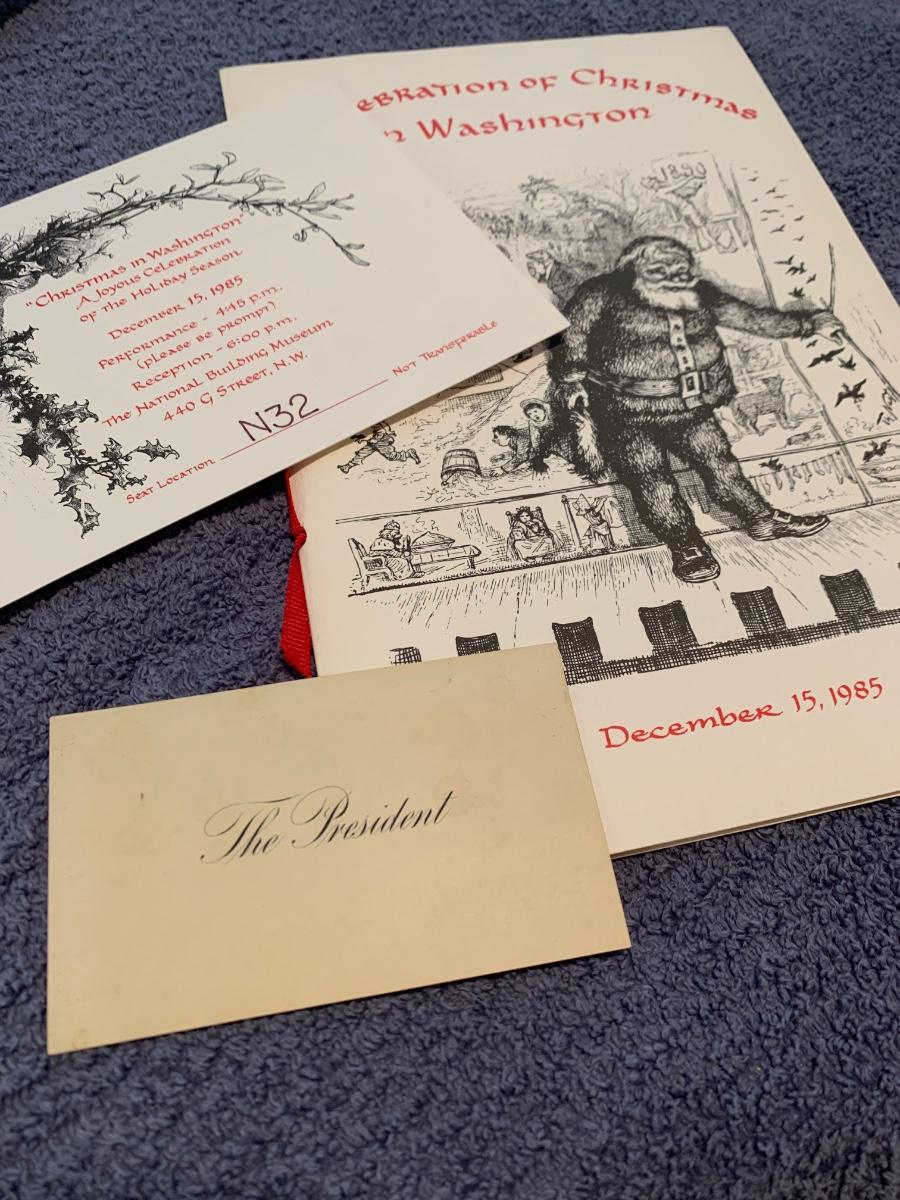 ebration of Christmas
n Washington
1890
"Christmas in Washington"
A Joyous Celebration
of the Holiday Season
December 15, 1985
Performance - 4:45 p.m.
(please be prompt)
Reception - 6:00 p.m.
The National Building Museum
440 G Street, N.W.
Seat Location N32 Not Transferable
December 15, 1985
The President